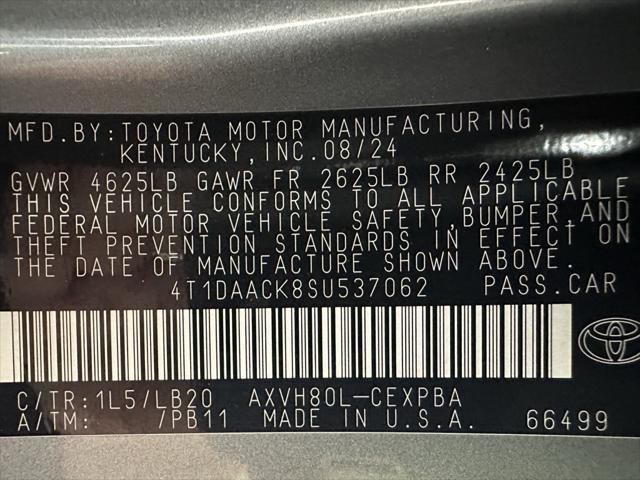 MFD.BY:TOYOTA MOTOR MANUFACTURING,
KENTUCKY,INC.08/24
GVWR 4625LB GAWR FR 2625LB RR 2425LB
THIS VEHICLE CONFORMS TO ALL APPLICABLE
FEDERAL MOTOR VEHICLE SAFETY,BUMPER,AND
THEFT PREVENTION STANDARDS IN EFFECT ON
THE DATE OF MANUFACTURE SHOWN ABOVE.
4T1DAACK8SU537062 PASS.CAR
C/TR:1L5/LB20 AXVH80L-CEXPBA
A/TM: /PB11 MADE IN U.S.A. 66499